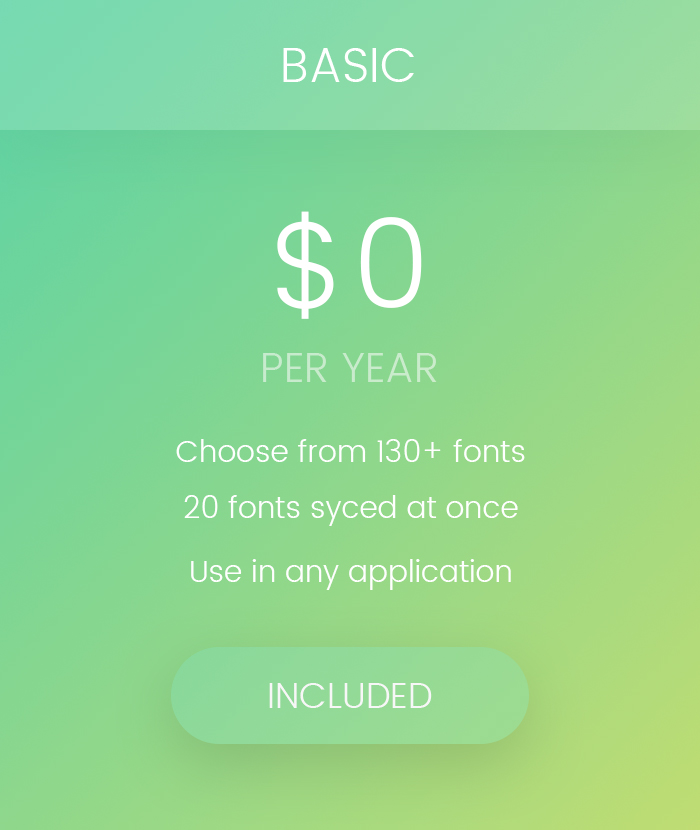 BASIC
$0
PER YEAR
Choose from 130+ fonts
20 fonts syced at once
Use in any application
INCLUDED